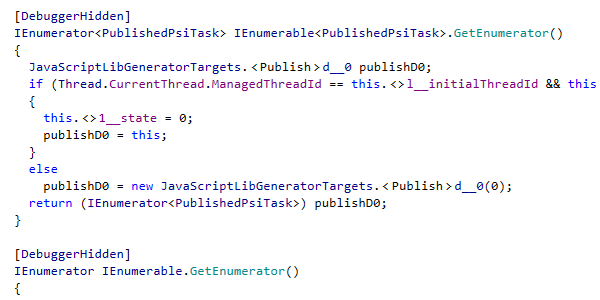 [DebuggerHidden]
IEnumerator<PublishedPsiTask> IEnumerable<PublishedPsiTask>.GetEnumerator()
{
  JavaScriptLibGeneratorTargets.<Publish>d__0 publishD0;
  if (Thread.CurrentThread.ManagedThreadId == this.<>l__initialThreadId && this
  {
    this.<>1__state = 0;
    publishD0 = this;
  }
  else
    publishD0 = new JavaScriptLibGeneratorTargets.<Publish>d__0(0);
  return (IEnumerator<PublishedPsiTask>) publishD0;
}
[DebuggerHidden]
IEnumerator IEnumerable.GetEnumerator()
{